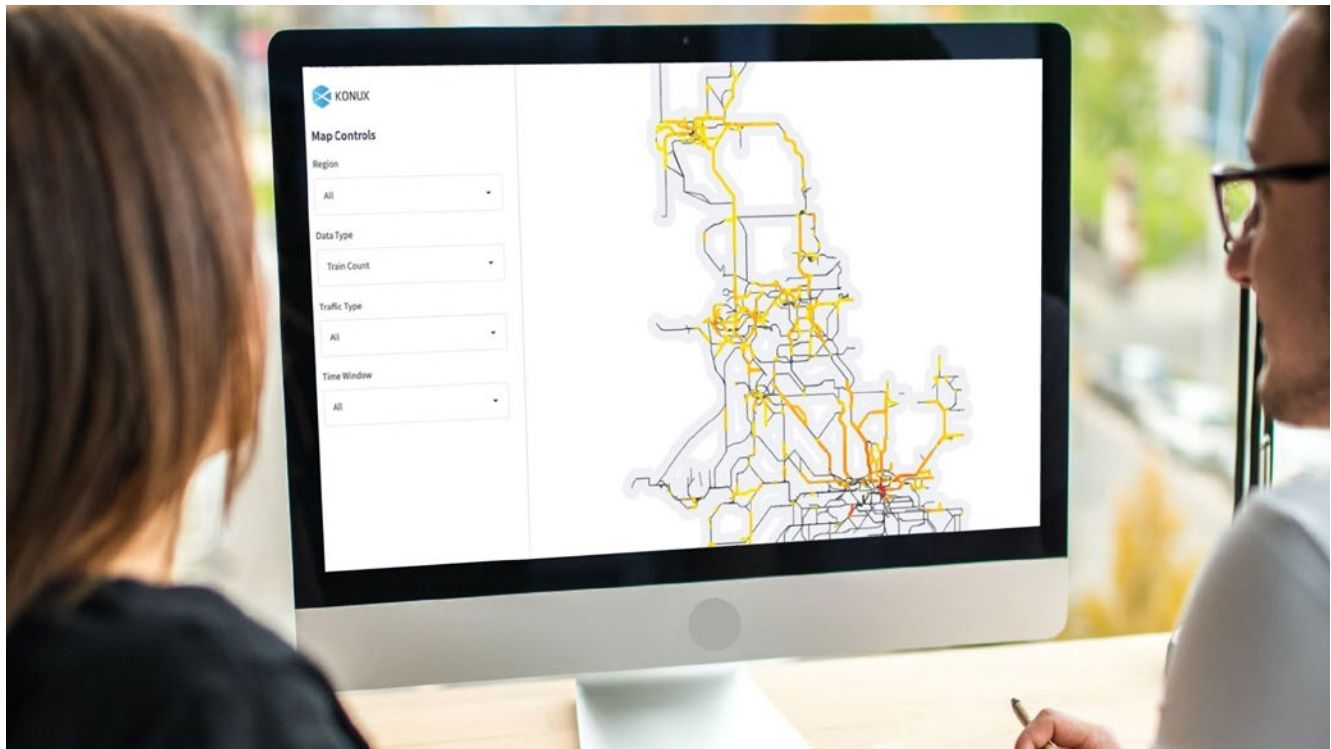 KONUX
Map Controls
Region
All
Data Type
Train Count
Traffic Type
All
Time Window
All